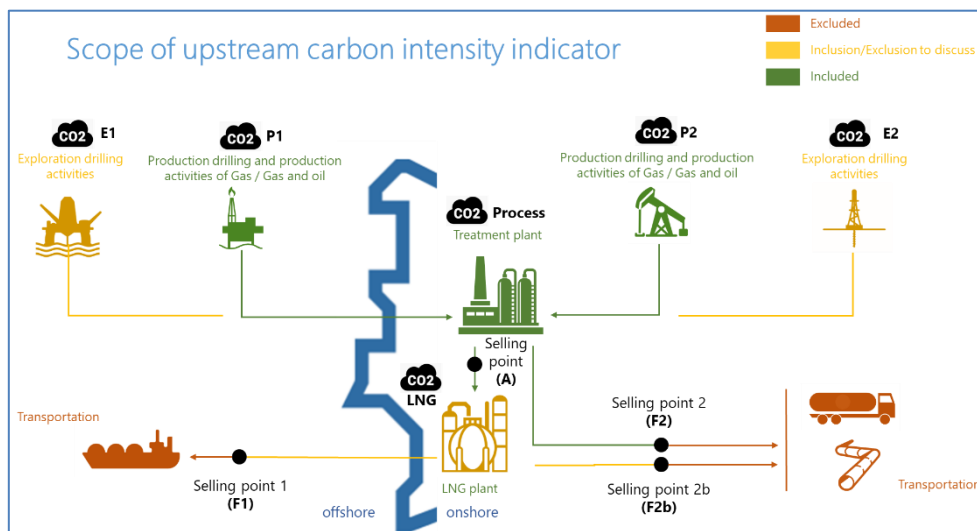 Scope of upstream carbon intensity indicator
Excluded
Inclusion/Exclusion to discuss
Included
CO2 E1
Exploration drilling
activities
CO2 P1
Production drilling and production
activities of Gas / Gas and oil
CO2 P2
Production drilling and production
activities of Gas / Gas and oil
CO2 E2
Exploration drilling
activities
CO2 Process
Treatment plant
Selling
point
(A)
CO2
LNG
Transportation
Selling point 1
(F1)
LNG plant
offshore
onshore
Selling point 2
(F2)
Selling point 2b
(F2b)
Transportation